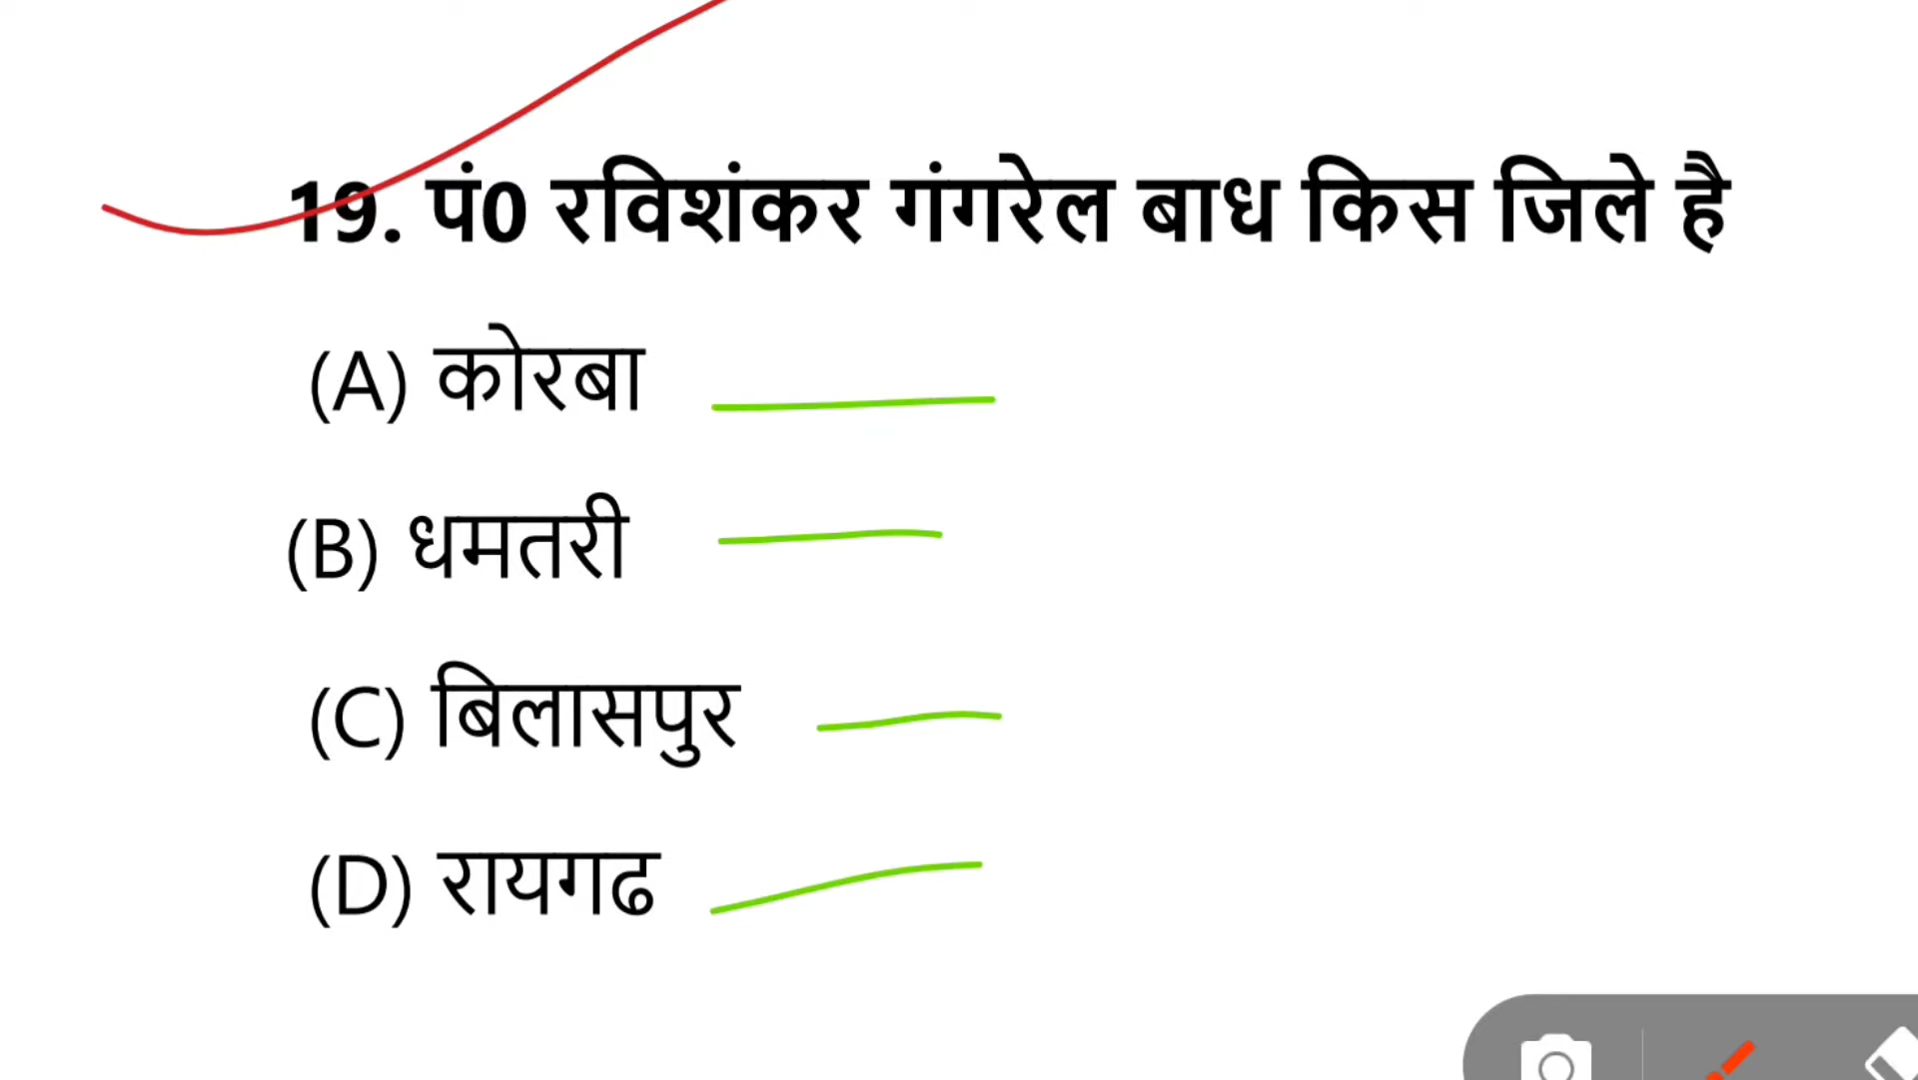 19. पं0 रविशंकर गंगरेल बाध किस जिले है
(A) कोरबा
(B) धमतरी
(C) बिलासपुर
(D) रायगढ